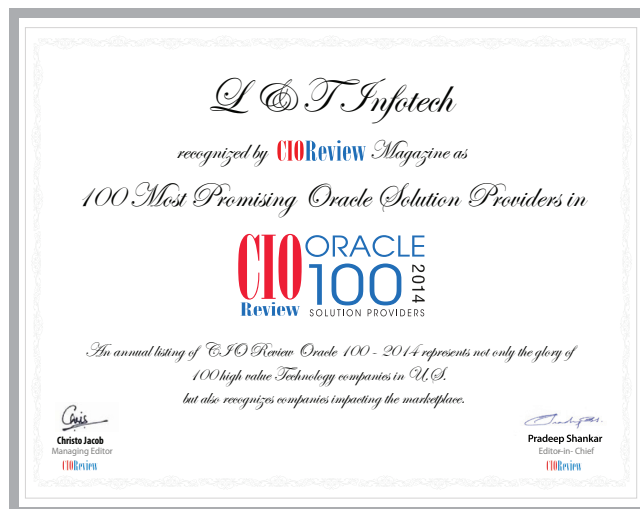 L & T Infotech
recognized by CIOReview Magazine as
100 Most Promising Oracle Solution Providers in
CIO ORACLE
Review 100 2014
SOLUTION PROVIDERS
An annual listing of CIO Review Oracle 100 - 2014 represents not only the glory of
100 high value Technology companies in U.S.
but also recognizes companies impacting the marketplace.
Christo Jacob
Managing Editor
CIOReview
Pradeep Shankar
Editor-in- Chief
CIOReview